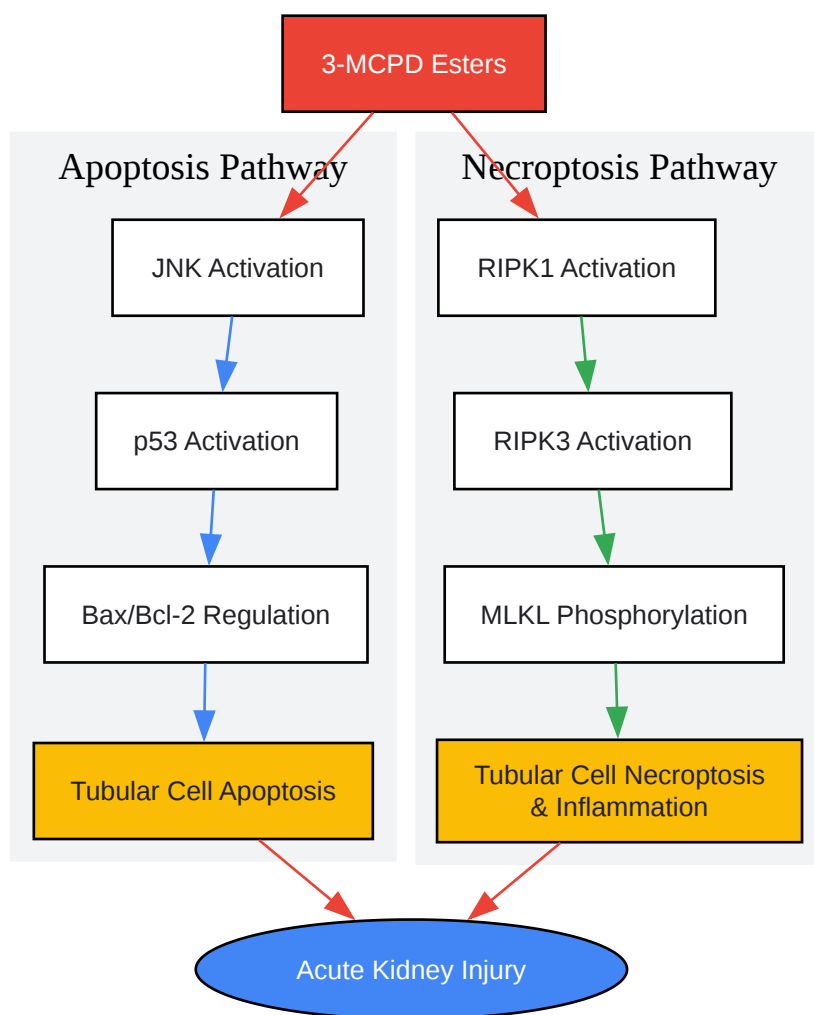 3-MCPD Esters
Apoptosis Pathway
JNK Activation
p53 Activation
Bax/Bcl-2 Regulation
Tubular Cell Apoptosis
Necroptosis Pathway
RIPK1 Activation
RIPK3 Activation
MLKL Phosphorylation
Tubular Cell Necroptosis
& Inflammation
Acute Kidney Injury